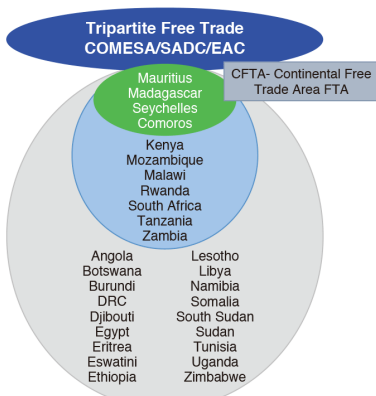 Tripartite Free Trade
COMESA/SADC/EAC
CFTA- Continental Free
Trade Area FTA
Mauritius
Madagascar
Seychelles
Comoros
Kenya
Mozambique
Malawi
Rwanda
South Africa
Tanzania
Zambia
Angola
Botswana
Burundi
DRC
Djibouti
Egypt
Eritrea
Eswatini
Ethiopia
Lesotho
Libya
Namibia
Somalia
South Sudan
Sudan
Tunisia
Uganda
Zimbabwe